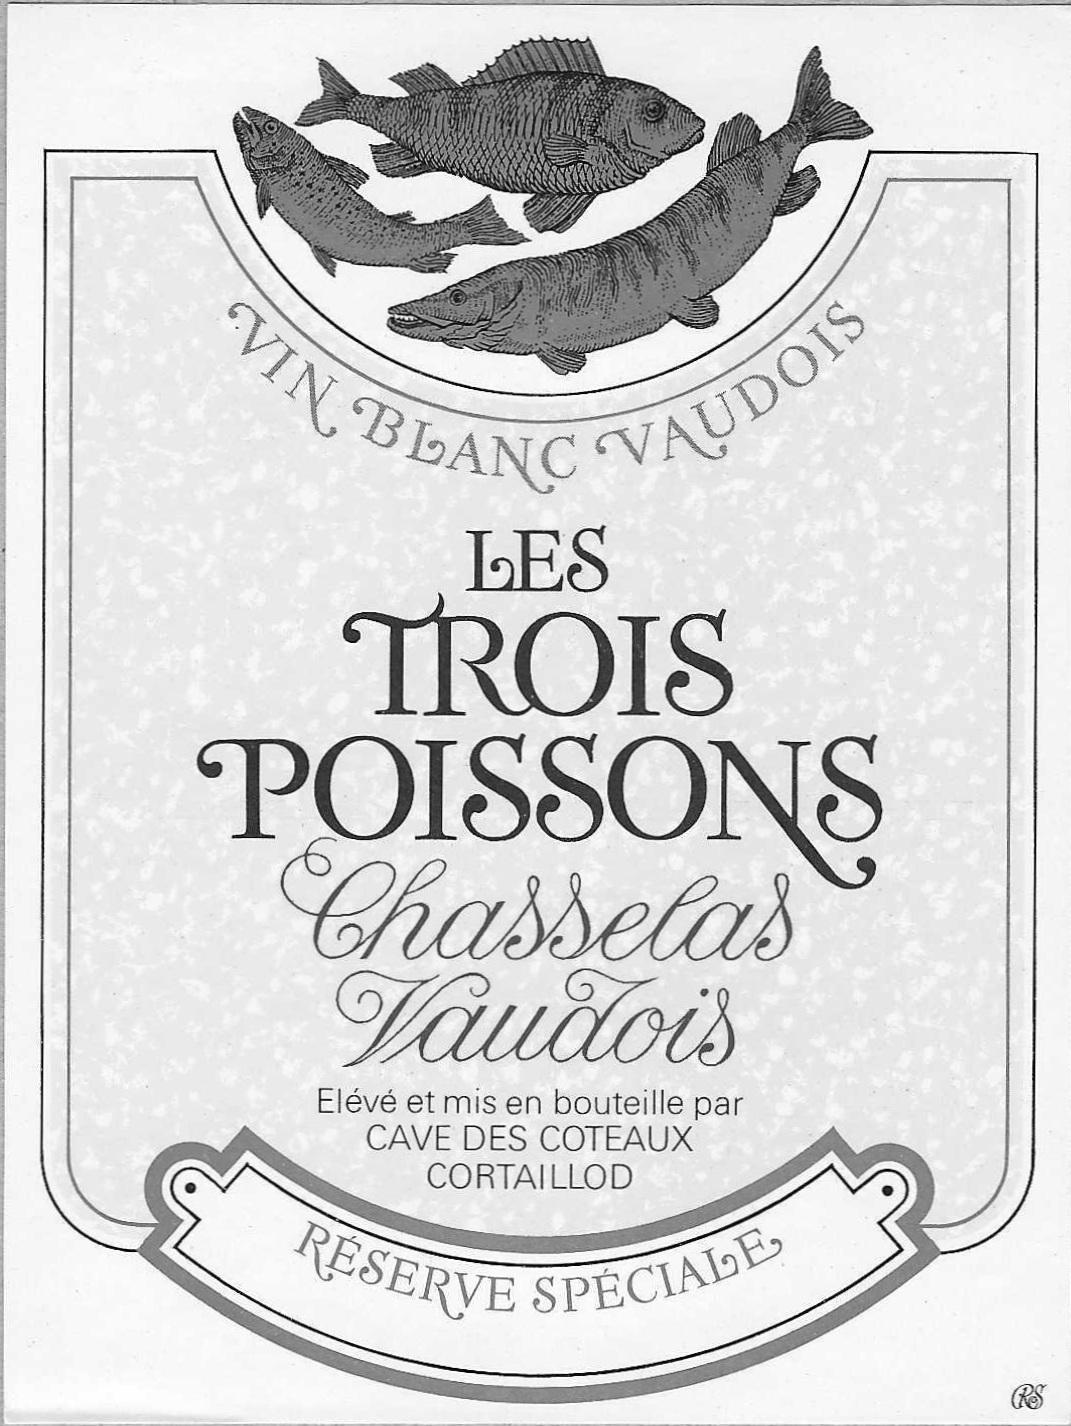 VIN BLANC VAUDOIS
LES
TROIS
POISSONS
Chasselas
Vaudois
Elévé et mis en bouteille par
CAVE DES COTEAUX
CORTAILLOD
RÉSERVE SPÉCIALE
RS